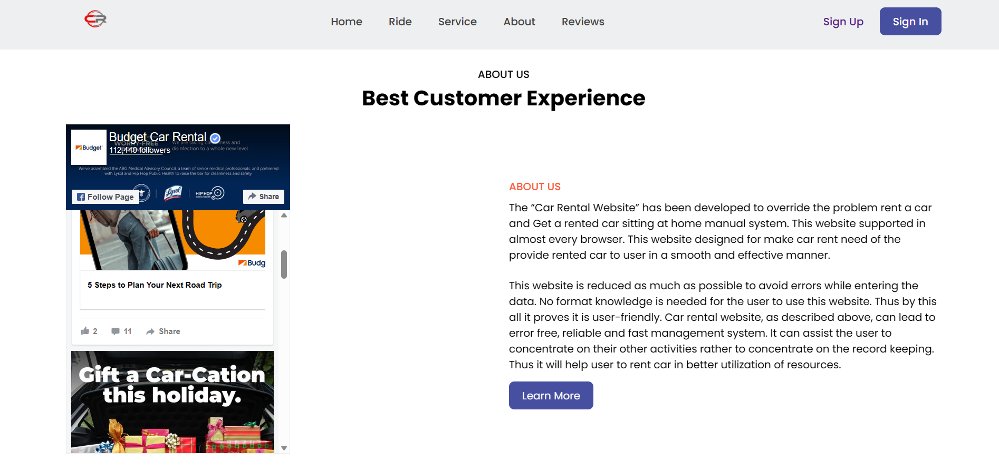 CR
Home Ride Service About Reviews Sign Up Sign In
ABOUT US
Best Customer Experience
Budget
Budget Car Rental
WORRY-FREE
We are taking cleanliness and
disinfection to a whole new level
112,440 followers
We've assembled the ABG Medical Advisory Council, a team of senior medical professionals, and partnered
with Lysol and Hip Hop Public Health to raise the bar for cleanliness and safety.
Lysol
HIP HOP
public health
Follow Page
Share
Budg
5 Steps to Plan Your Next Road Trip
2 11 Share
Gift a Car-Cation
this holiday.
ABOUT US
The “Car Rental Website” has been developed to override the problem rent a car
and Get a rented car sitting at home manual system. This website supported in
almost every browser. This website designed for make car rent need of the
provide rented car to user in a smooth and effective manner.
This website is reduced as much as possible to avoid errors while entering the
data. No format knowledge is needed for the user to use this website. Thus by this
all it proves it is user-friendly. Car rental website, as described above, can lead to
error free, reliable and fast management system. It can assist the user to
concentrate on their other activities rather to concentrate on the record keeping.
Thus it will help user to rent car in better utilization of resources.
Learn More